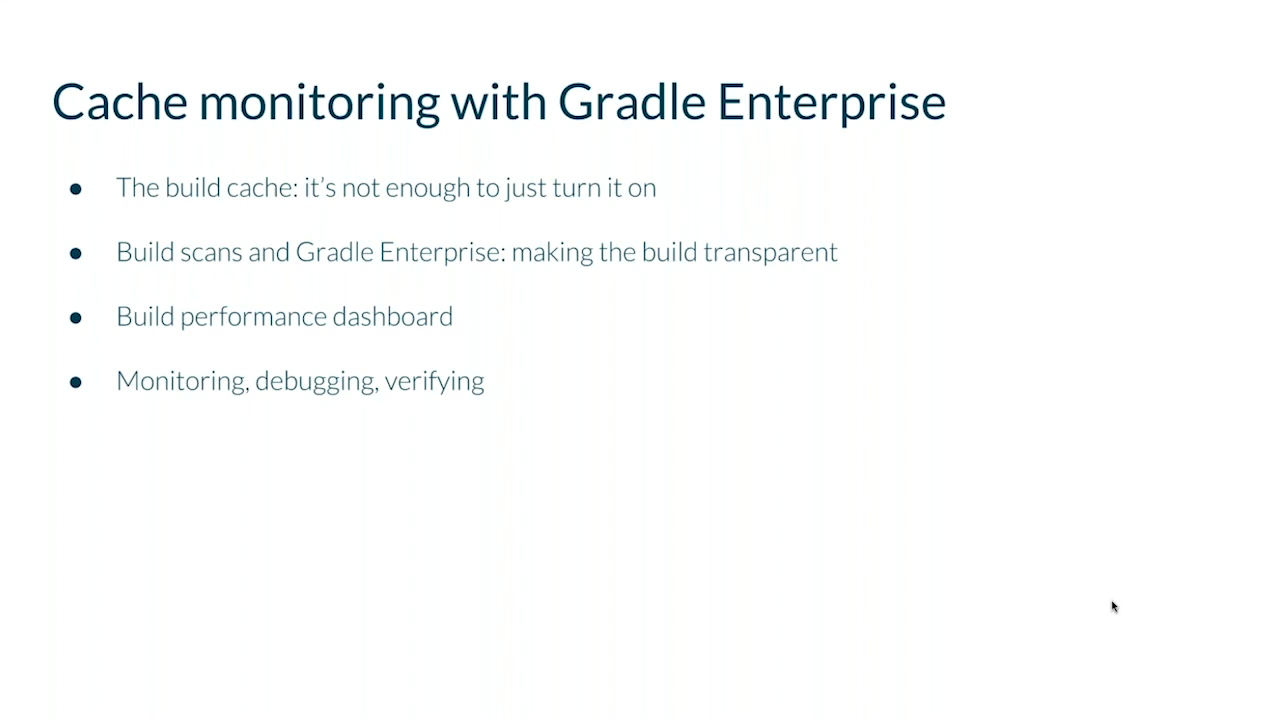 Cache monitoring with Gradle Enterprise
● The build cache: it's not enough to just turn it on
● Build scans and Gradle Enterprise: making the build transparent
● Build performance dashboard
● Monitoring, debugging, verifying